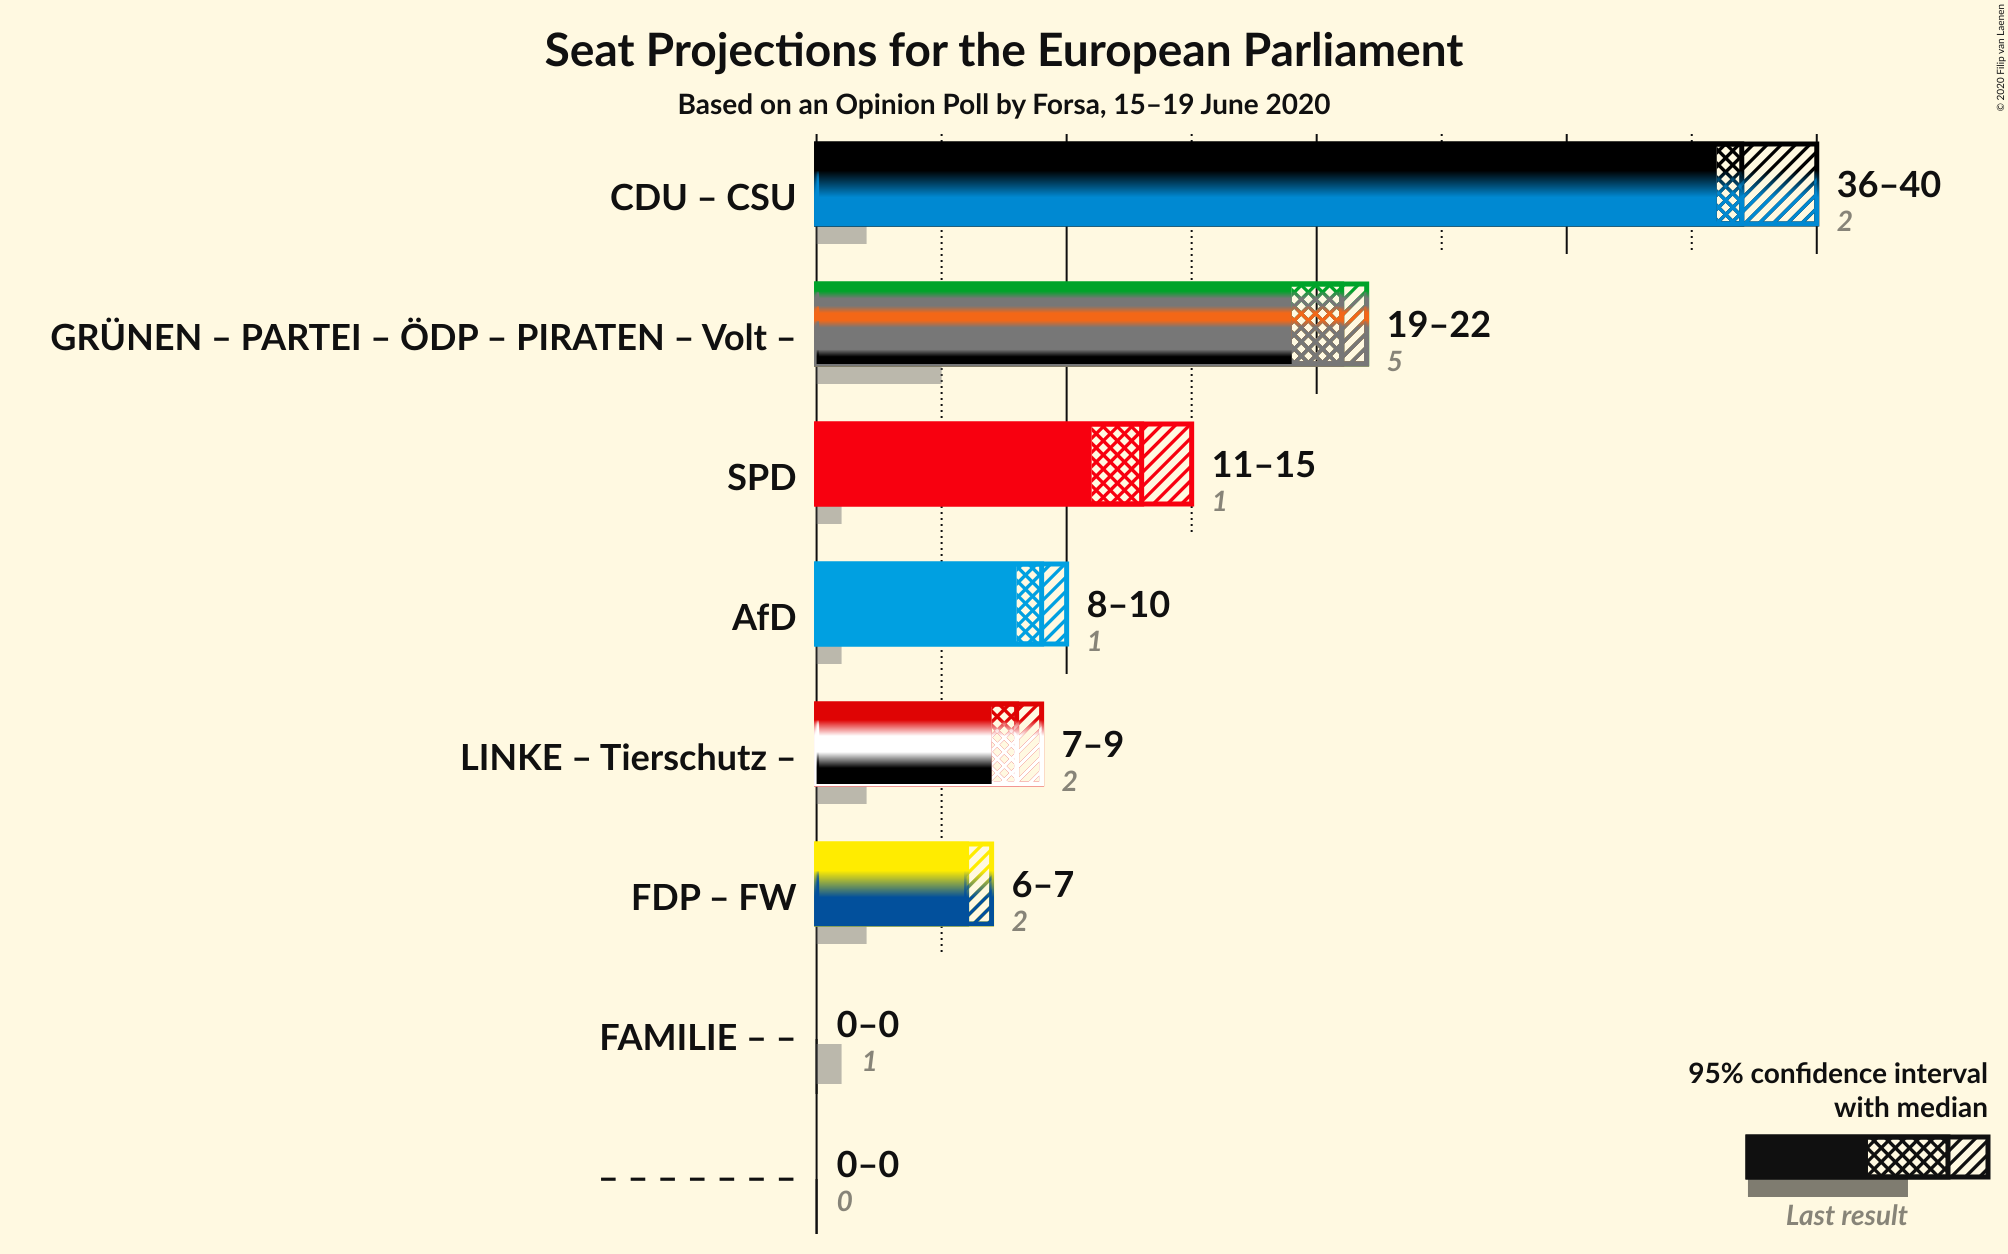 Seat Projections for the European Parliament
Based on an Opinion Poll by Forsa, 15–19 June 2020
© 2020 Filip van Laenen
CDU – CSU
36–40
2
GRÜNEN – PARTEI – ÖDP – PIRATEN – Volt –
19–22
5
SPD
11–15
1
AfD
8–10
1
LINKE – Tierschutz –
7–9
2
FDP – FW
6–7
2
FAMILIE – –
0–0
1
– – – – – – –
0–0
0
95% confidence interval
with median
Last result